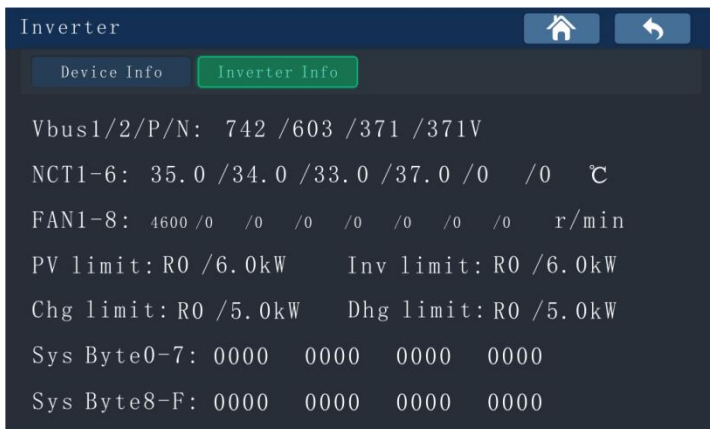 Inverter
Device Info Inverter Info
Vbus1/2/P/N: 742 /603 /371 /371V
NCT1-6: 35.0 /34.0 /33.0 /37.0 /0 /0 ℃
FAN1-8: 4600 /0 /0 /0 /0 /0 /0 /0 r/min
PV limit: R0 /6.0kW Inv limit: R0 /6.0kW
Chg limit: R0 /5.0kW Dhg limit: R0 /5.0kW
Sys Byte0-7: 0000 0000 0000 0000
Sys Byte8-F: 0000 0000 0000 0000